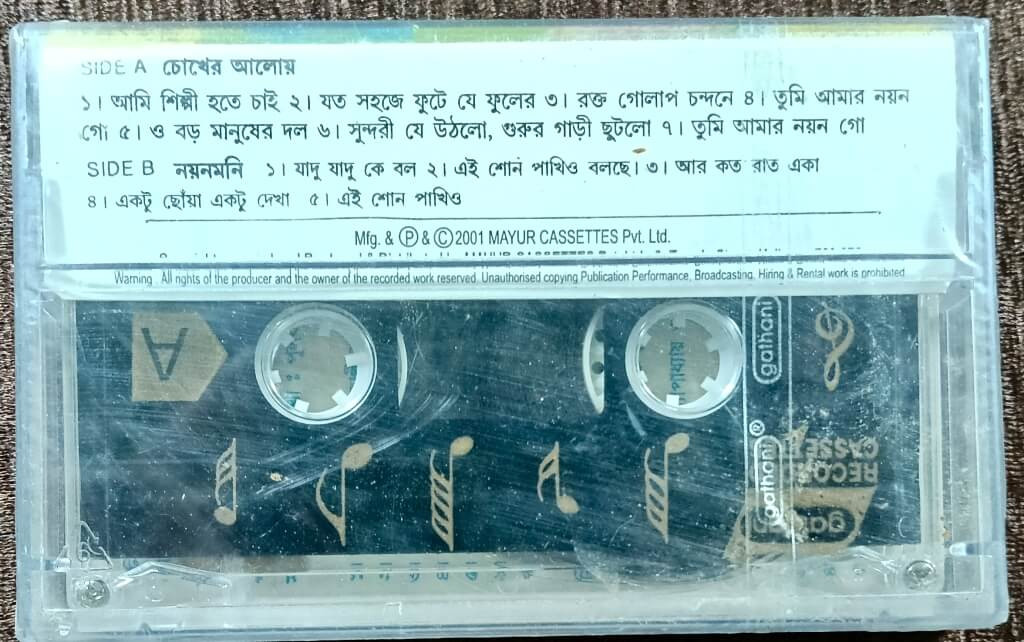 SIDE A চোখের আলোয়
১। আমি শিল্পী হতে চাই ২। যত সহজে ফুটে যে ফুলের ৩। রক্ত গোলাপ চন্দনে ৪। তুমি আমার নয়ন
গো ৫। ও বড় মানুষের দল ৬। সুন্দরী যে উঠলো, গুরুর গাড়ী ছুটলো ৭। তুমি আমার নয়ন গো
SIDE B নয়নমনি ১। যাদু যাদু কে বল ২। এই শোন পাখিও বলছে। ৩। আর কত রাত একা
৪। একটু ছোঁয়া একটু দেখা ৫। এই শোন পাখিও
Mfg. & Ⓟ & Ⓒ 2001 MAYUR CASSETTES Pvt. Ltd.
Warning : All rights of the producer and the owner of the recorded work reserved. Unauthorised copying Publication Performance, Broadcasting, Hiring & Rental work is prohibited
A
gathani
gathani®
RECORD
CASSE